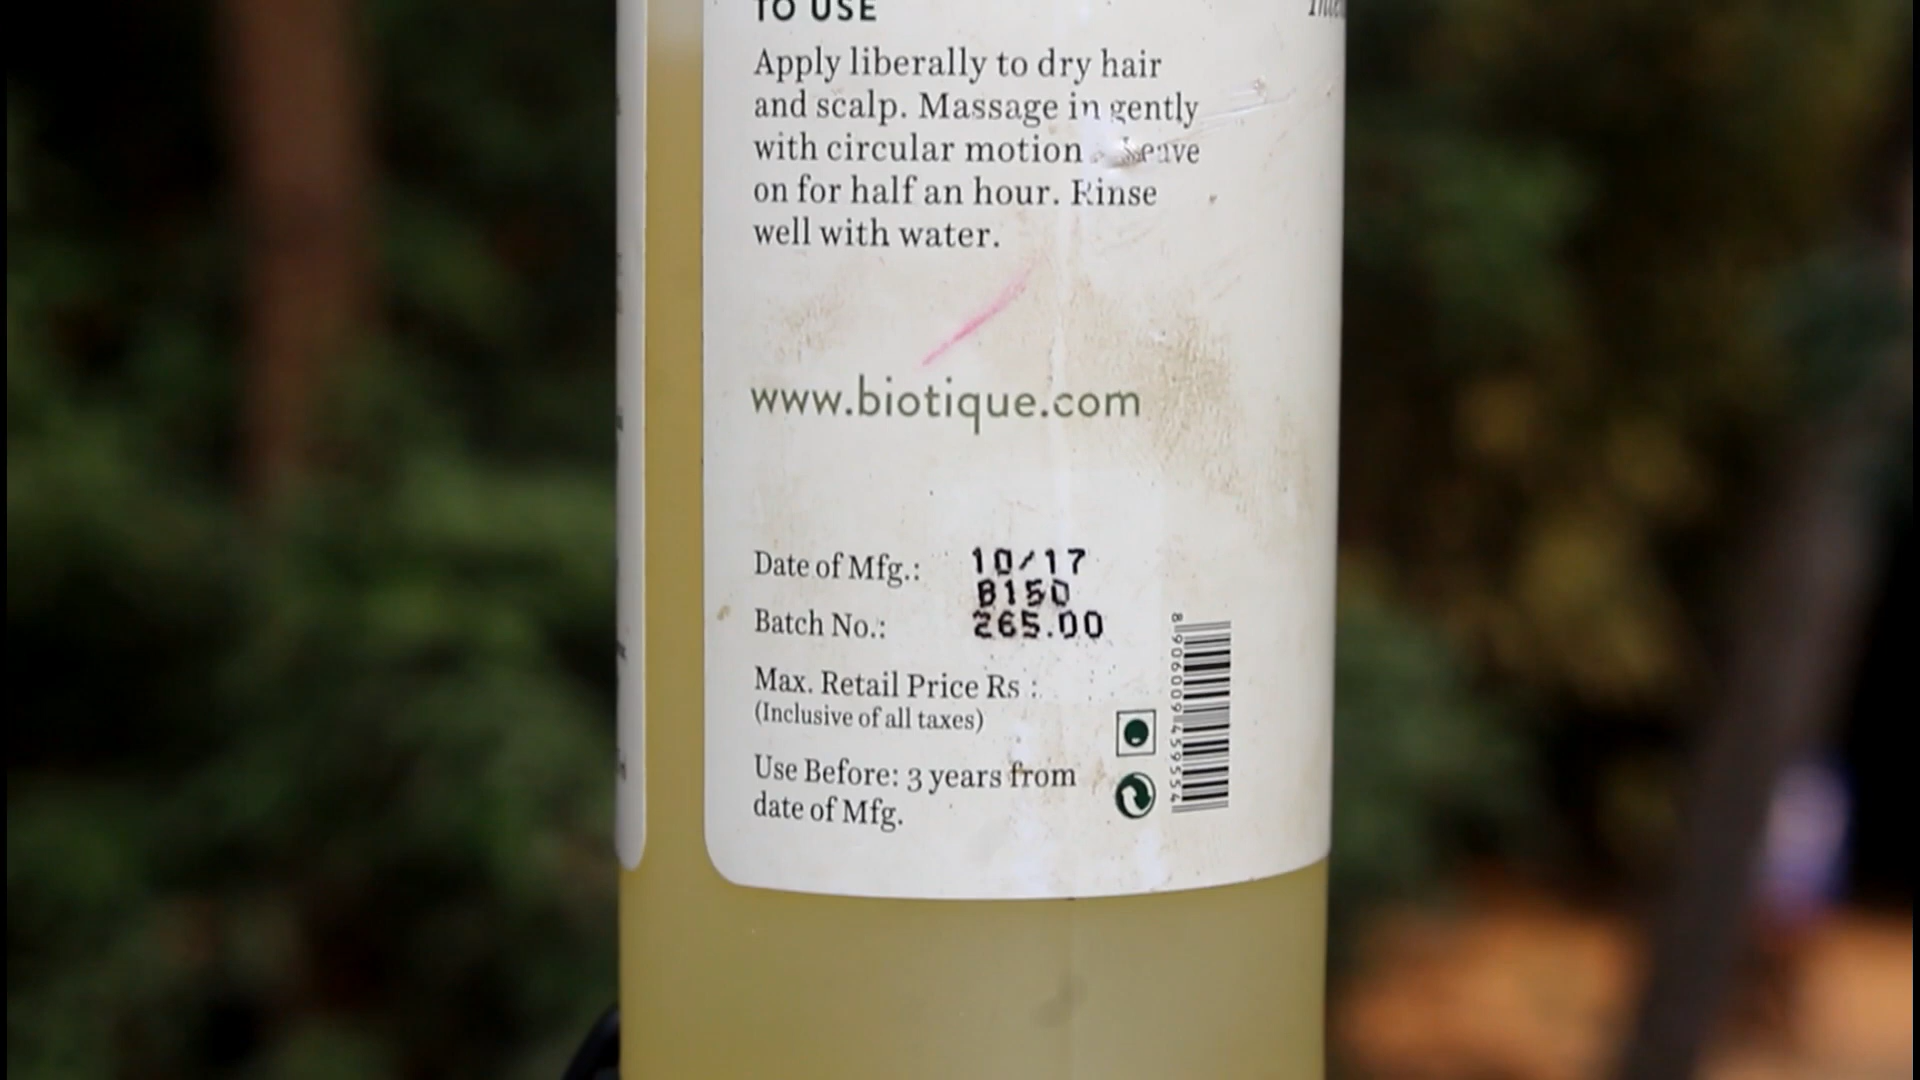 TO USE
Apply liberally to dry hair
and scalp. Massage in gently
with circular motion Leave
on for half an hour. Rinse
well with water.
www.biotique.com
Date of Mfg.: 10/17
B150
Batch No.: 265.00
Max. Retail Price Rs :
(Inclusive of all taxes)
Use Before: 3 years from
date of Mfg.
8906009459554